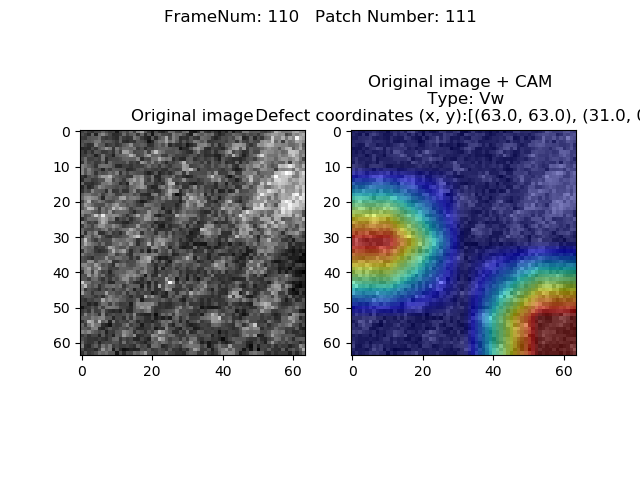 FrameNum: 110   Patch Number: 111
Original image + CAM
Type: Vw
Original image
Defect coordinates (x, y):[(63.0, 63.0), (31.0, 0
0
10
20
30
40
50
60
0 20 40 60
0
10
20
30
40
50
60
0 20 40 60